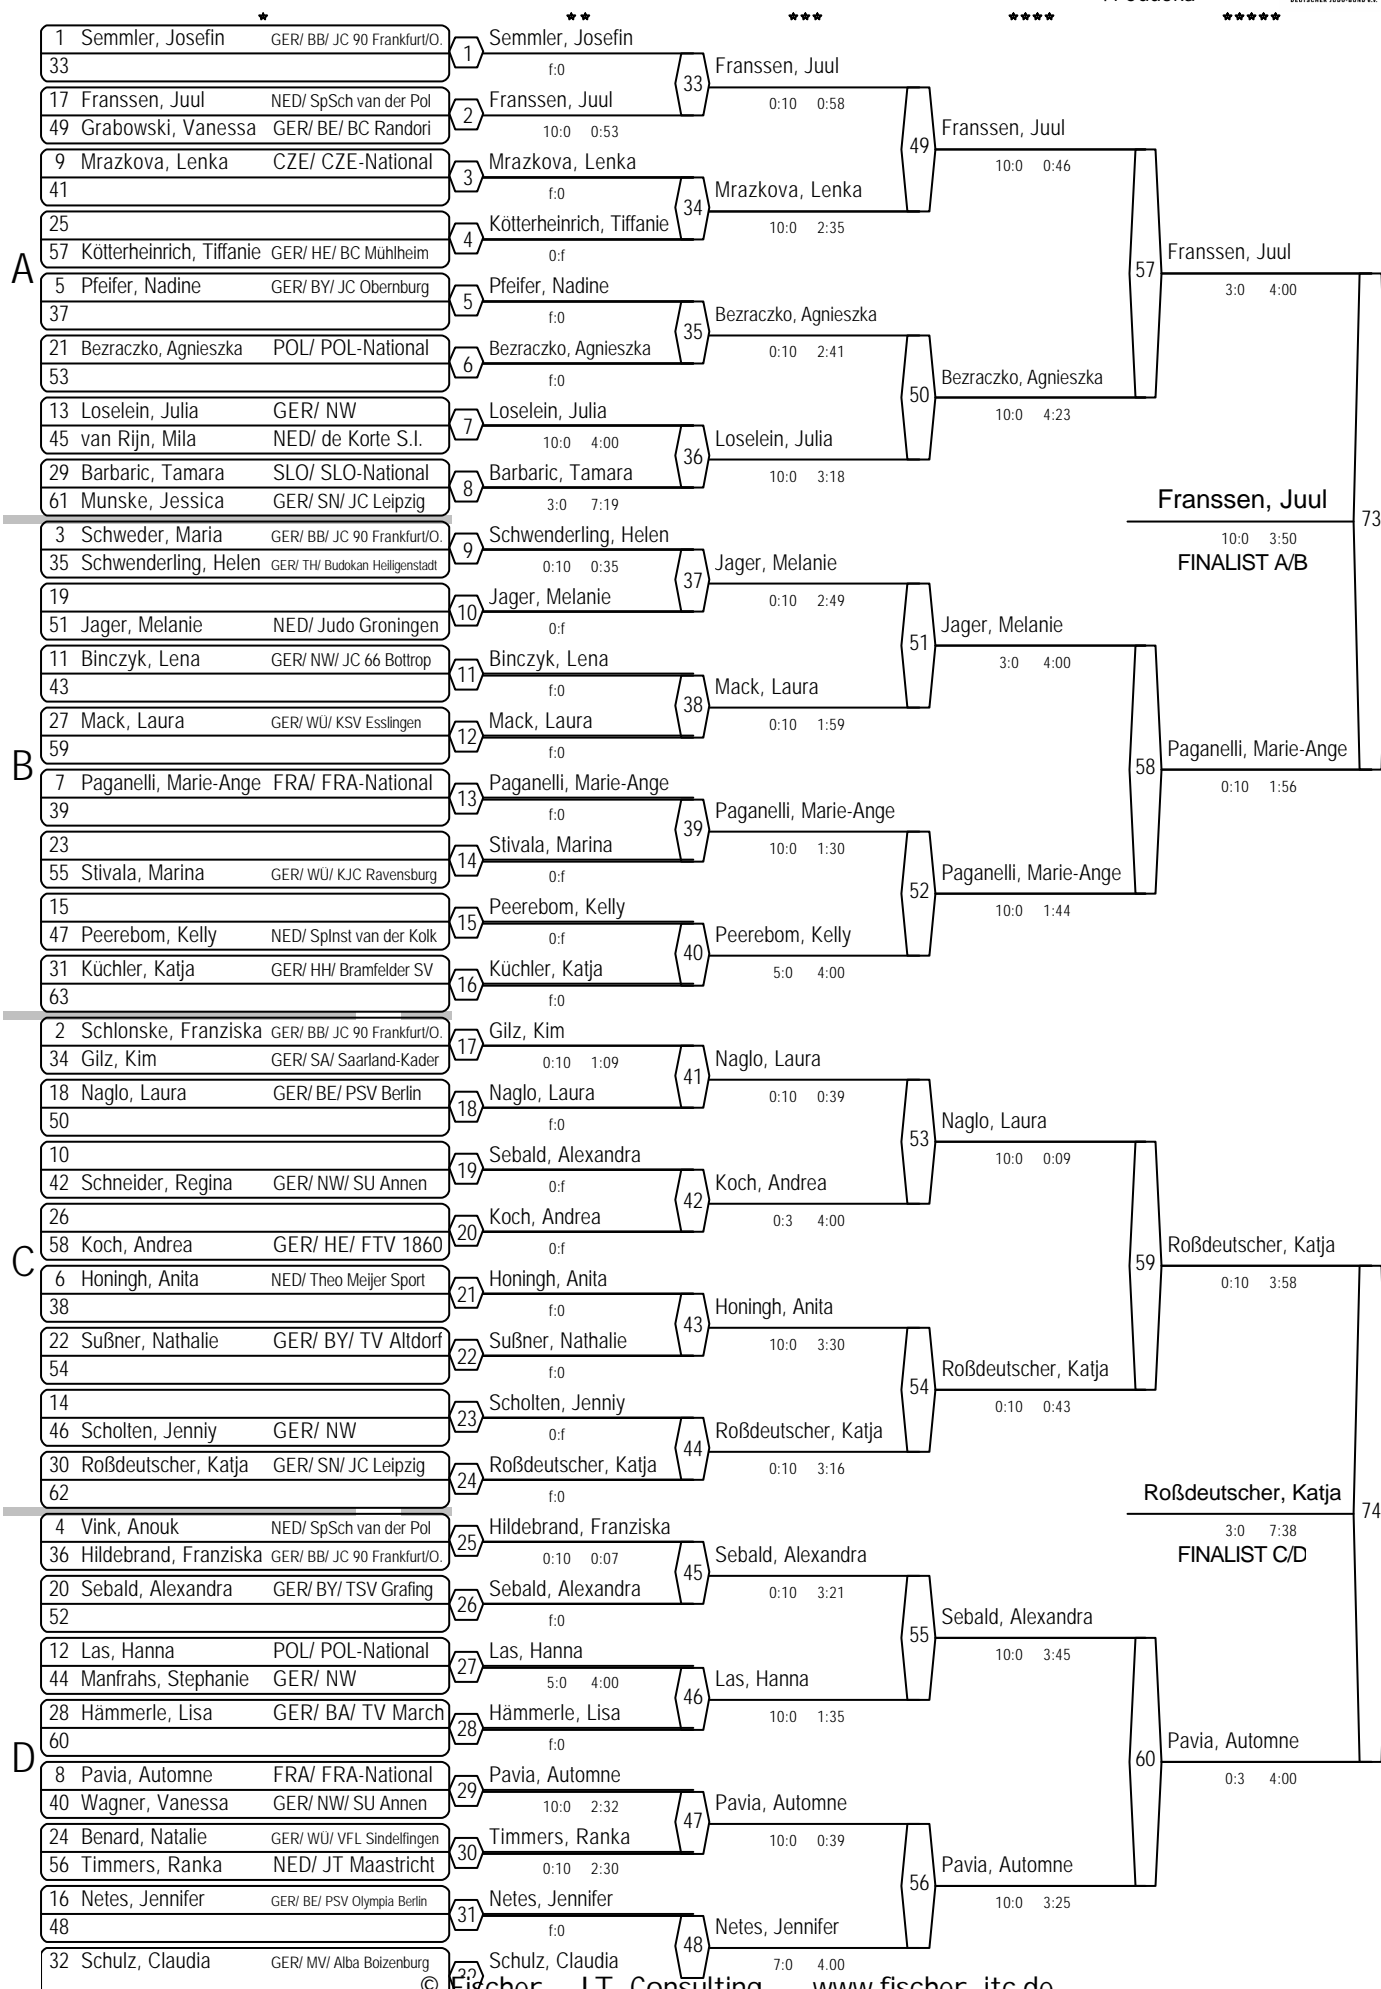 * ** *** **** *****
1 Semmler, Josefin GER/ BB/ JC 90 Frankfurt/O. 1 Semmler, Josefin
33 f:0 33 Franssen, Juul
17 Franssen, Juul NED/ SpSch van der Pol 2 Franssen, Juul 0:10 0:58
49 Grabowski, Vanessa GER/ BE/ BC Randori 10:0 0:53 49 Franssen, Juul
9 Mrazkova, Lenka CZE/ CZE-National 3 Mrazkova, Lenka 10:0 0:46
41 f:0 34 Mrazkova, Lenka
25 4 Kötterheinrich, Tiffanie 10:0 2:35
57 Kötterheinrich, Tiffanie GER/ HE/ BC Mühlheim 0:f 57 Franssen, Juul
A
5 Pfeifer, Nadine GER/ BY/ JC Obernburg 5 Pfeifer, Nadine 3:0 4:00
37 f:0 35 Bezraczko, Agnieszka
21 Bezraczko, Agnieszka POL/ POL-National 6 Bezraczko, Agnieszka 0:10 2:41
53 f:0 50 Bezraczko, Agnieszka
13 Loselein, Julia GER/ NW 7 Loselein, Julia 10:0 4:23
45 van Rijn, Mila NED/ de Korte S.I. 10:0 4:00 36 Loselein, Julia
29 Barbaric, Tamara SLO/ SLO-National 8 Barbaric, Tamara 10:0 3:18
61 Munske, Jessica GER/ SN/ JC Leipzig 3:0 7:19 Franssen, Juul
73
3 Schweder, Maria GER/ BB/ JC 90 Frankfurt/O. 9 Schwenderling, Helen 10:0 3:50
35 Schwenderling, Helen GER/ TH/ Budokan Heiligenstadt 0:10 0:35 37 Jager, Melanie FINALIST A/B
19 10 Jager, Melanie 0:10 2:49
51 Jager, Melanie NED/ Judo Groningen 0:f 51 Jager, Melanie
11 Binczyk, Lena GER/ NW/ JC 66 Bottrop 11 Binczyk, Lena 3:0 4:00
43 f:0 38 Mack, Laura
27 Mack, Laura GER/ WÜ/ KSV Esslingen 12 Mack, Laura 0:10 1:59
59 f:0 58 Paganelli, Marie-Ange
B
7 Paganelli, Marie-Ange FRA/ FRA-National 13 Paganelli, Marie-Ange 0:10 1:56
39 f:0 39 Paganelli, Marie-Ange
23 14 Stivala, Marina 10:0 1:30
55 Stivala, Marina GER/ WÜ/ KJC Ravensburg 0:f 52 Paganelli, Marie-Ange
15 15 Peerebom, Kelly 10:0 1:44
47 Peerebom, Kelly NED/ SpInst van der Kolk 0:f 40 Peerebom, Kelly
31 Küchler, Katja GER/ HH/ Bramfelder SV 16 Küchler, Katja 5:0 4:00
63 f:0
2 Schlonske, Franziska GER/ BB/ JC 90 Frankfurt/O. 17 Gilz, Kim
34 Gilz, Kim GER/ SA/ Saarland-Kader 0:10 1:09 41 Naglo, Laura
18 Naglo, Laura GER/ BE/ PSV Berlin 18 Naglo, Laura 0:10 0:39
50 f:0 53 Naglo, Laura
10 19 Sebald, Alexandra 10:0 0:09
42 Schneider, Regina GER/ NW/ SU Annen 0:f 42 Koch, Andrea
26 20 Koch, Andrea 0:3 4:00
58 Koch, Andrea GER/ HE/ FTV 1860 0:f 59 Roßdeutscher, Katja
C
6 Honingh, Anita NED/ Theo Meijer Sport 21 Honingh, Anita 0:10 3:58
38 f:0 43 Honingh, Anita
22 Sußner, Nathalie GER/ BY/ TV Altdorf 22 Sußner, Nathalie 10:0 3:30
54 f:0 54 Roßdeutscher, Katja
14 23 Scholten, Jenniy 0:10 0:43
46 Scholten, Jenniy GER/ NW 0:f 44 Roßdeutscher, Katja
30 Roßdeutscher, Katja GER/ SN/ JC Leipzig 24 Roßdeutscher, Katja 0:10 3:16
62 f:0 Roßdeutscher, Katja
74
4 Vink, Anouk NED/ SpSch van der Pol 25 Hildebrand, Franziska 3:0 7:38
36 Hildebrand, Franziska GER/ BB/ JC 90 Frankfurt/O. 0:10 0:07 45 Sebald, Alexandra FINALIST C/D
20 Sebald, Alexandra GER/ BY/ TSV Grafing 26 Sebald, Alexandra 0:10 3:21
52 f:0 55 Sebald, Alexandra
12 Las, Hanna POL/ POL-National 27 Las, Hanna 10:0 3:45
44 Manfrahs, Stephanie GER/ NW 5:0 4:00 46 Las, Hanna
28 Hämmerle, Lisa GER/ BA/ TV March 28 Hämmerle, Lisa 10:0 1:35
60 f:0 60 Pavia, Automne
D
8 Pavia, Automne FRA/ FRA-National 29 Pavia, Automne 0:3 4:00
40 Wagner, Vanessa GER/ NW/ SU Annen 10:0 2:32 47 Pavia, Automne
24 Benard, Natalie GER/ WÜ/ VFL Sindelfingen 30 Timmers, Ranka 10:0 0:39
56 Timmers, Ranka NED/ JT Maastricht 0:10 2:30 56 Pavia, Automne
16 Netes, Jennifer GER/ BE/ PSV Olympia Berlin 31 Netes, Jennifer 10:0 3:25
48 f:0 48 Netes, Jennifer
32 Schulz, Claudia GER/ MV/ Alba Boizenburg Schulz, Claudia 7:0 4.00
© Fischer I.T. Consulting www.fischer-itc.de